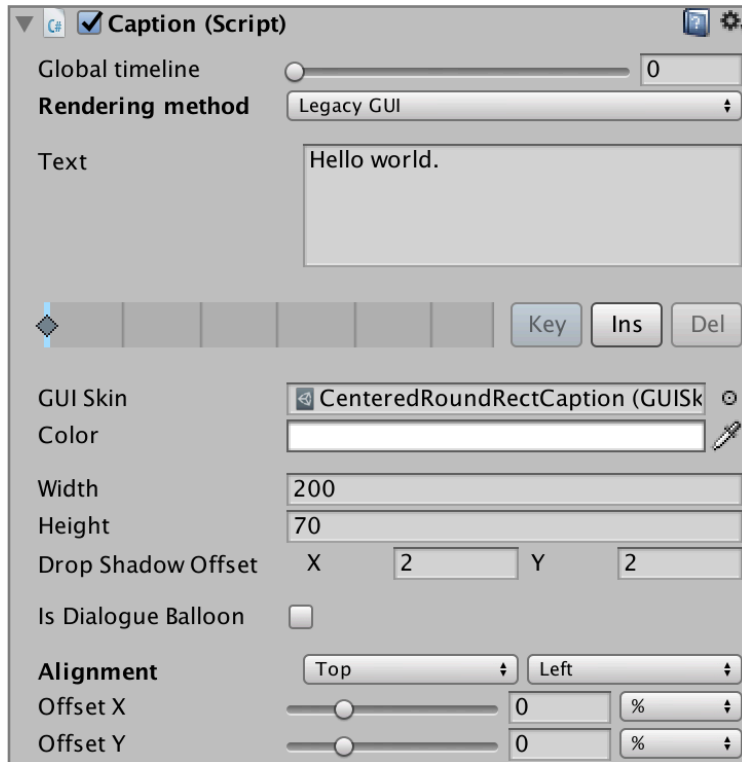 Caption (Script)
Global timeline 0
Rendering method Legacy GUI
Text Hello world.
Key Ins Del
GUI Skin CenteredRoundRectCaption (GUISk
Color
Width 200
Height 70
Drop Shadow Offset X 2 Y 2
Is Dialogue Balloon
Alignment Top Left
Offset X 0 %
Offset Y 0 %